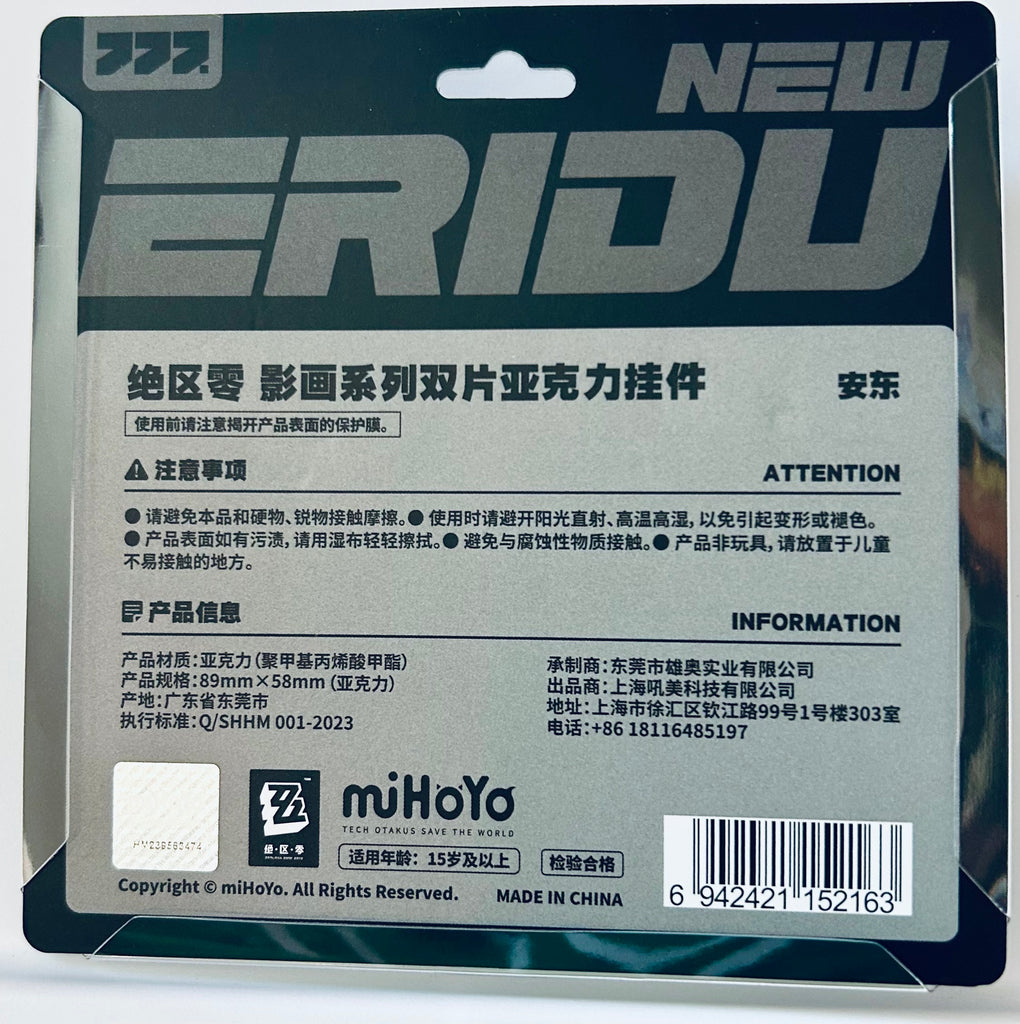 777.
NEW
ERIDU
绝区零 影画系列双片亚克力挂件
安东
使用前请注意揭开产品表面的保护膜。
注意事项
ATTENTION
● 请避免本品和硬物、锐物接触摩擦。● 使用时请避开阳光直射、高温高湿，以免引起变形或褪色。
● 产品表面如有污渍，请用湿布轻轻擦拭。● 避免与腐蚀性物质接触。● 产品非玩具，请放置于儿童
不易接触的地方。
产品信息
INFORMATION
产品材质：亚克力（聚甲基丙烯酸甲酯）
产品规格：89mm×58mm（亚克力）
产地：广东省东莞市
执行标准：Q/SHHM 001-2023
承制商：东莞市雄奥实业有限公司
出品商：上海吼美科技有限公司
地址：上海市徐汇区钦江路99号1号楼303室
电话：+86 18116485197
绝·区·零
miHoYo
TECH OTAKUS SAVE THE WORLD
适用年龄：15岁及以上
检验合格
Copyright © miHoYo. All Rights Reserved.
MADE IN CHINA
6 942421 152163